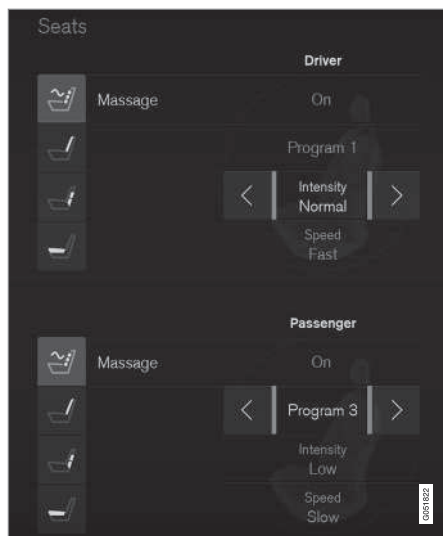 Seats
Driver
Massage On
Program 1
Intensity
Normal
Speed
Fast
Passenger
Massage On
Program 3
Intensity
Low
Speed
Slow
G051822